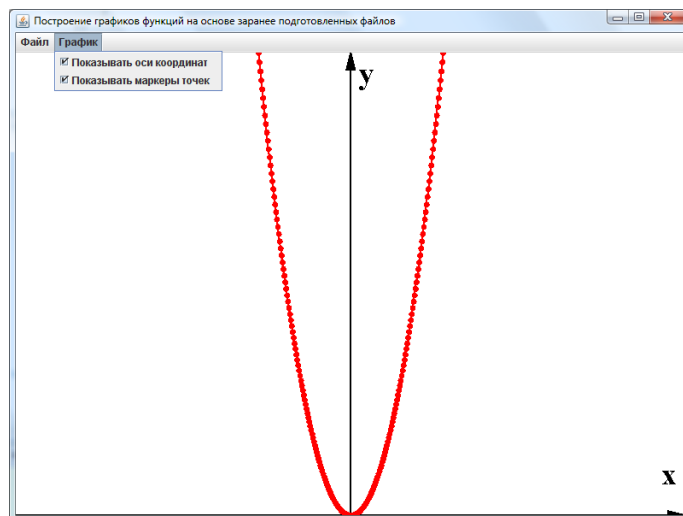 Построение графиков функций на основе заранее подготовленных файлов
Файл График
Показывать оси координат
Показывать маркеры точек
y
x